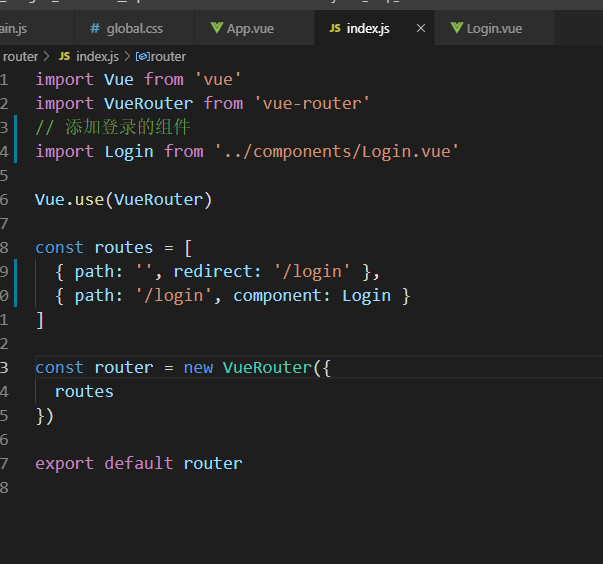 ain.js # global.css App.vue JS index.js × Login.vue
router > JS index.js > router
1 import Vue from 'vue'
2 import VueRouter from 'vue-router'
3 // 添加登录的组件
4 import Login from '../components/Login.vue'
5
6 Vue.use(VueRouter)
7
8 const routes = [
9 { path: '', redirect: '/login' },
0 { path: '/login', component: Login }
1 ]
2
3 const router = new VueRouter({
4 routes
5 })
6
7 export default router
8